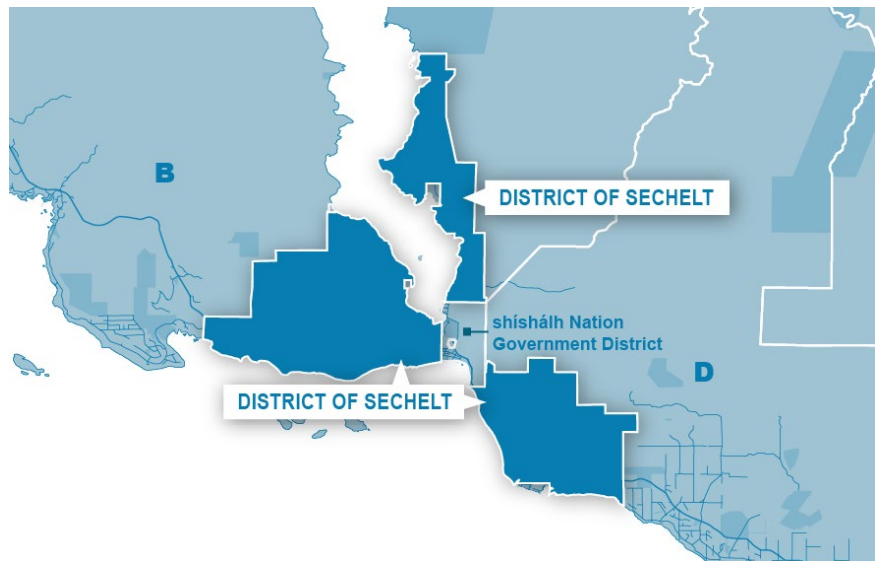 B
DISTRICT OF SECHELT
shíshálh Nation
Government District
D
DISTRICT OF SECHELT